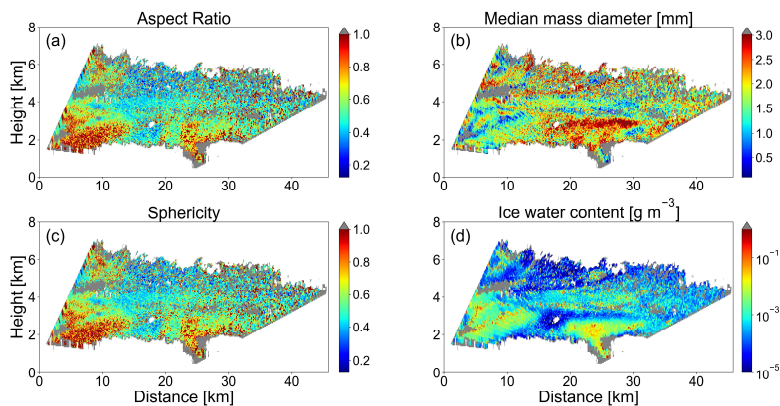 Aspect Ratio
(a)
Height [km]
8
6
4
2
0
0 10 20 30 40
1.0
0.8
0.6
0.4
0.2
Median mass diameter [mm]
(b)
8
6
4
2
0
0 10 20 30 40
3.0
2.5
2.0
1.5
1.0
0.5
Sphericity
(c)
Height [km]
8
6
4
2
0
0 10 20 30 40
Distance [km]
1.0
0.8
0.6
0.4
0.2
Ice water content [g m⁻³]
(d)
8
6
4
2
0
0 10 20 30 40
Distance [km]
10⁻¹
10⁻³
10⁻⁵